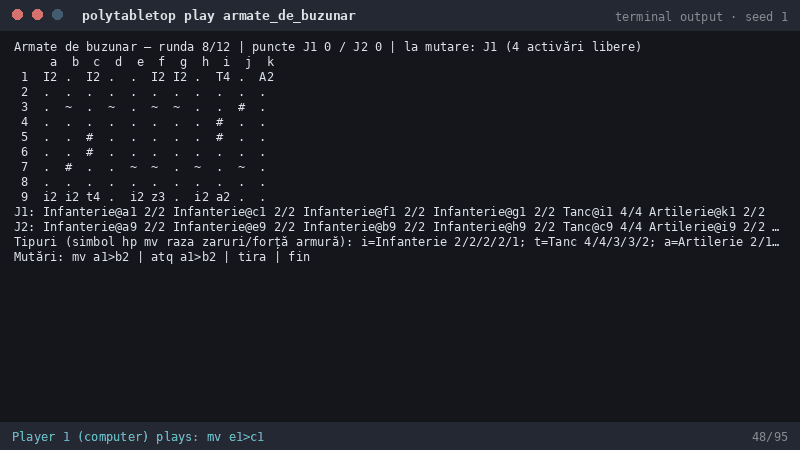 polytabletop play armate_de_buzunar
terminal output · seed 1
Armate de buzunar — runda 8/12 | puncte J1 0 / J2 0 | la mutare: J1 (4 activări libere)
a b c d e f g h i j k
1 I2 . I2 . . I2 I2 . T4 . A2
2 . . . . . . . . . . .
3 . ~ . ~ . ~ ~ . . # .
4 . . . . . . . . # . .
5 . . # . . . . . # . .
6 . . # . . . . . . . .
7 . # . . ~ ~ . ~ . ~ .
8 . . . . . . . . . . .
9 i2 i2 t4 . i2 z3 . i2 a2 . .
J1: Infanterie@a1 2/2 Infanterie@c1 2/2 Infanterie@f1 2/2 Infanterie@g1 2/2 Tanc@i1 4/4 Artilerie@k1 2/2
J2: Infanterie@a9 2/2 Infanterie@e9 2/2 Infanterie@b9 2/2 Infanterie@h9 2/2 Tanc@c9 4/4 Artilerie@i9 2/2 …
Tipuri (simbol hp mv raza zaruri/forță armură): i=Infanterie 2/2/2/2/1; t=Tanc 4/4/3/3/2; a=Artilerie 2/1…
Mutări: mv a1>b2 | atq a1>b2 | tira | fin
Player 1 (computer) plays: mv e1>c1
48/95